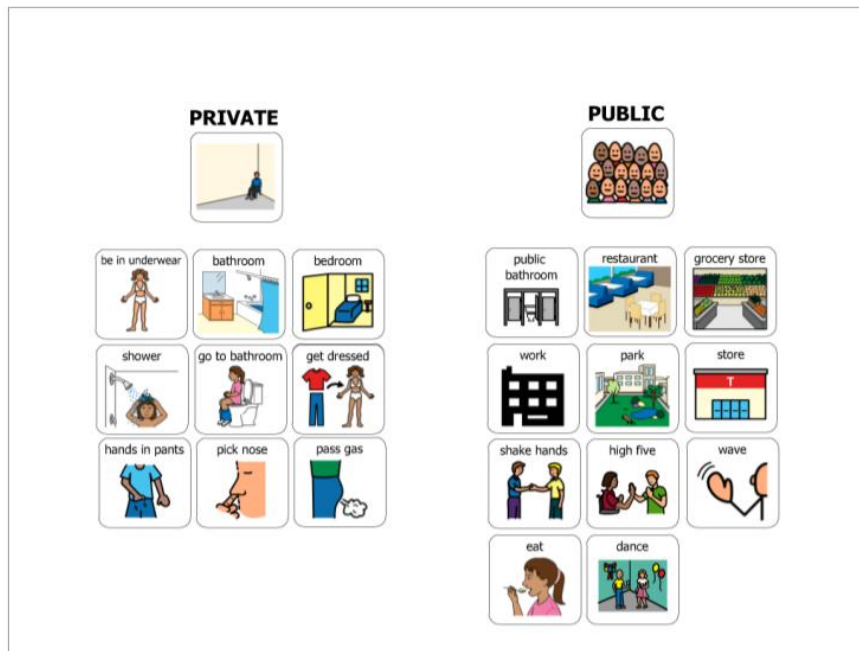 PRIVATE
be in underwear
bathroom
bedroom
shower
go to bathroom
get dressed
hands in pants
pick nose
pass gas
PUBLIC
public
bathroom
restaurant
grocery store
work
park
store
T
shake hands
high five
wave
eat
dance